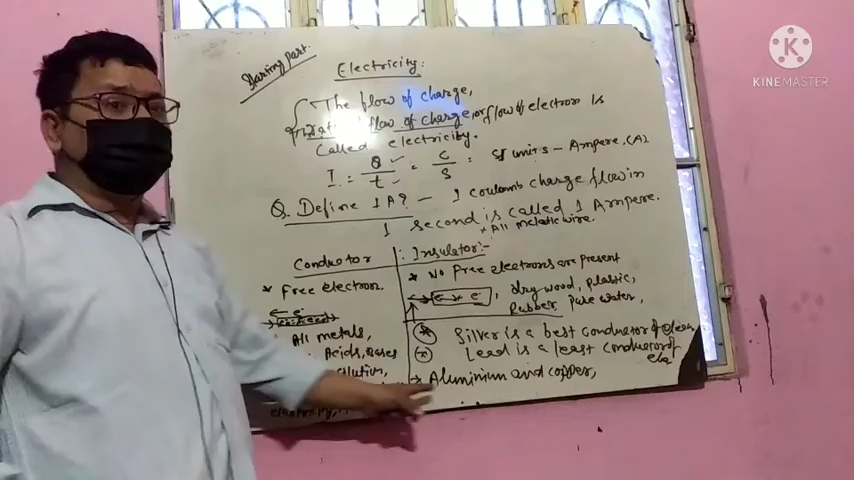 Starting Part.
Electricity:
The flow of charge,
flow of charge, or flow of electron is
called electricity.
I = Q/t = C/S = SI units - Ampere. (A)
Q. Define 1 A? - 1 coulomb charge flow in
1 second is called 1 Ampere.
+ All metalic wire.
Conductor : Insulator:-
* Free electron.
* No free electrons are present
← e⁻
dry wood, plastic,
Rubber, pure water,
All metals,
Acids, Bases
* Silver is a best conductor of elec
* Lead is a least conductor of
ele
→ Aluminium and copper,
K
KINEMASTER